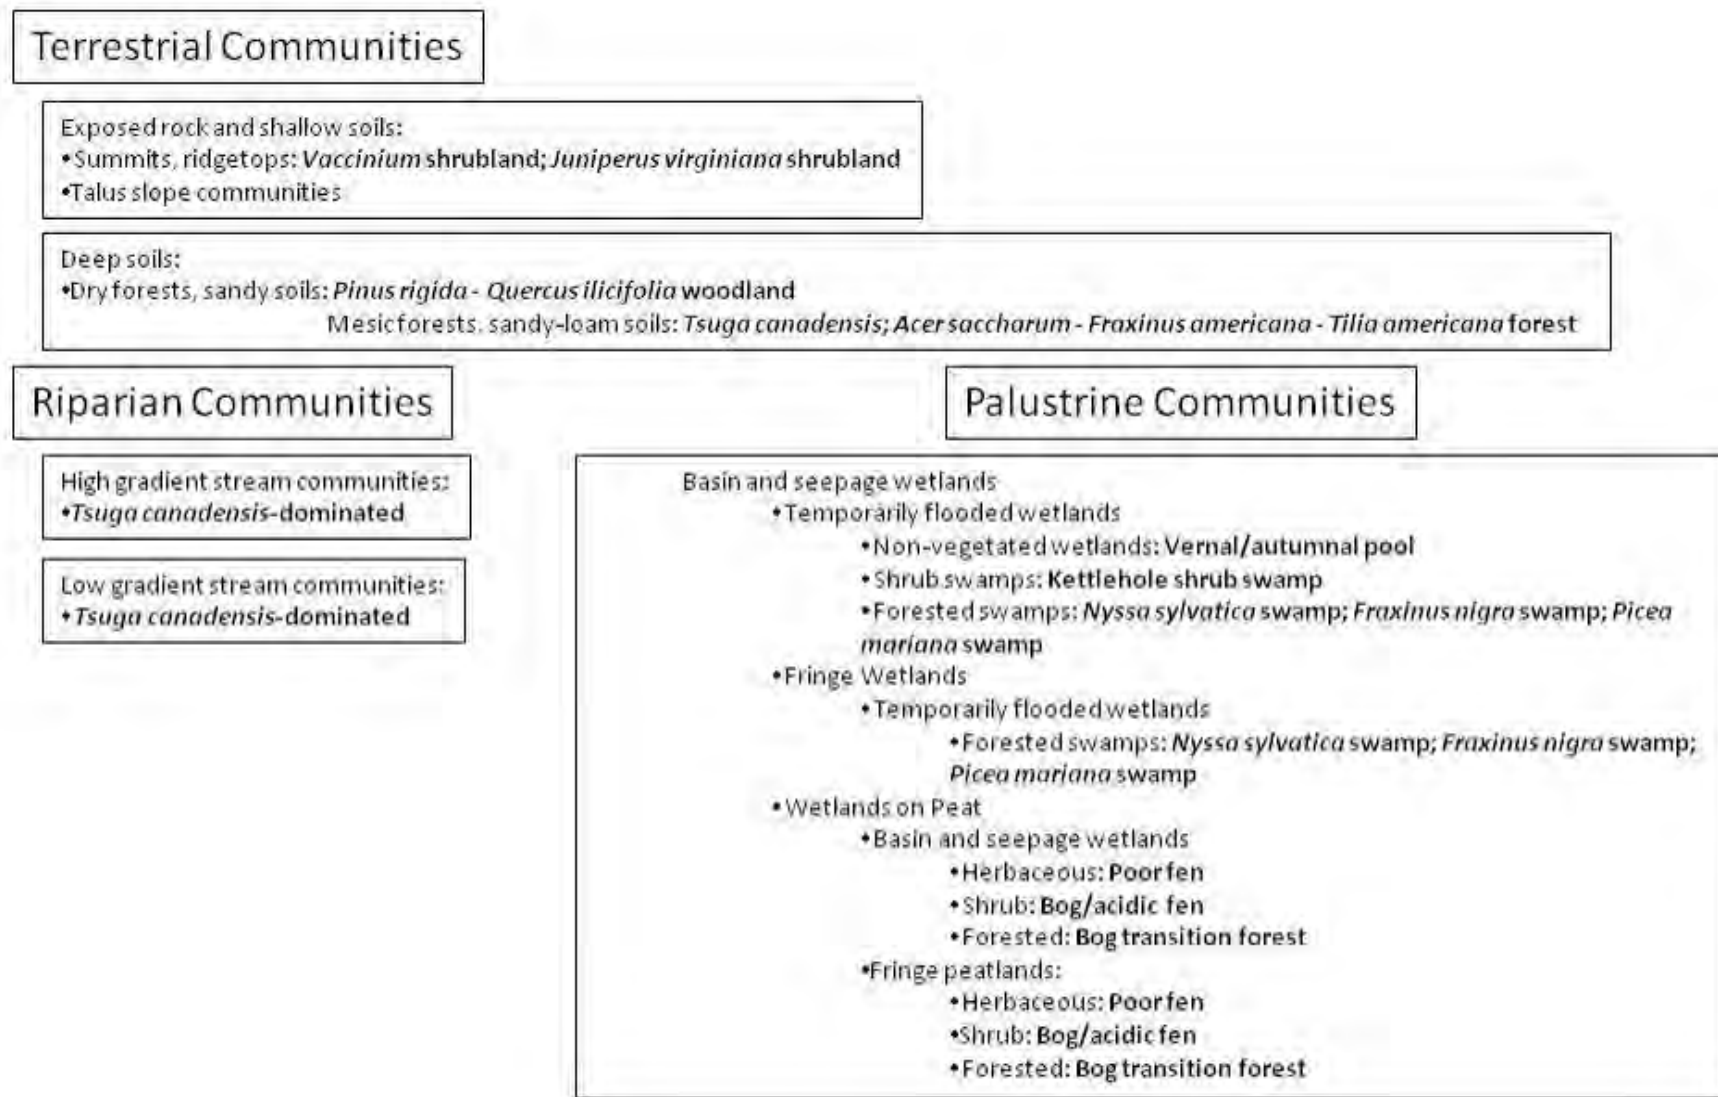 Terrestrial Communities
Exposed rock and shallow soils:
•Summits, ridgetops: Vaccinium shrubland; Juniperus virginiana shrubland
•Talus slope communities
Deep soils:
•Dry forests, sandy soils: Pinus rigida - Quercus ilicifolia woodland
Mesic forests, sandy-loam soils: Tsuga canadensis; Acer saccharum - Fraxinus americana - Tilia americana forest
Riparian Communities
High gradient stream communities:
•Tsuga canadensis-dominated
Low gradient stream communities:
•Tsuga canadensis-dominated
Palustrine Communities
Basin and seepage wetlands
•Temporarily flooded wetlands
•Non-vegetated wetlands: Vernal/autumnal pool
•Shrub swamps: Kettlehole shrub swamp
•Forested swamps: Nyssa sylvatica swamp; Fraxinus nigra swamp; Picea
mariana swamp
•Fringe Wetlands
•Temporarily flooded wetlands
•Forested swamps: Nyssa sylvatica swamp; Fraxinus nigra swamp;
Picea mariana swamp
•Wetlands on Peat
•Basin and seepage wetlands
•Herbaceous: Poor fen
•Shrub: Bog/acidic fen
•Forested: Bog transition forest
•Fringe peatlands:
•Herbaceous: Poor fen
•Shrub: Bog/acidic fen
•Forested: Bog transition forest